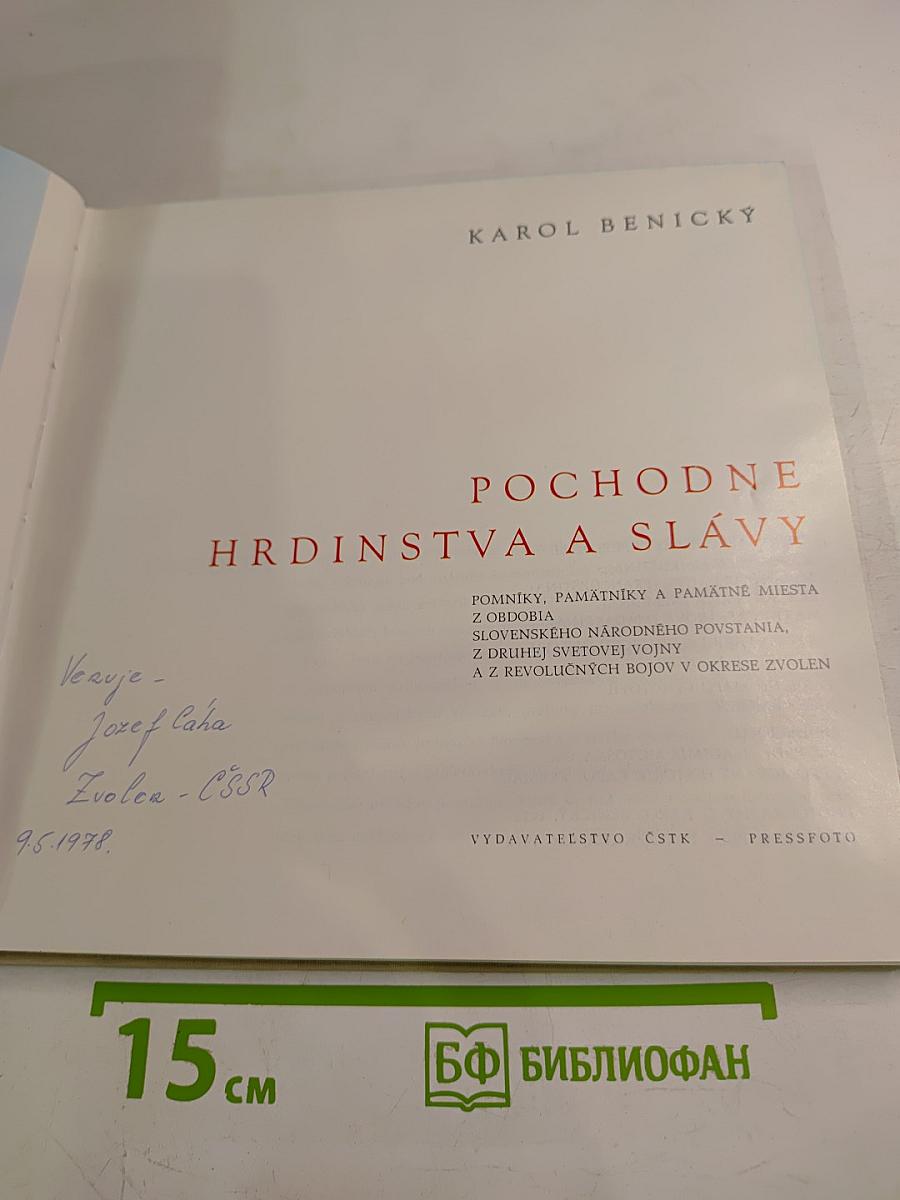 KAROL BENICKÝ
POCHODNE
HRDINSTVA A SLÁVY
POMNÍKY, PAMÄTNÍKY A PAMÄTNÉ MIESTA
Z OBDOBIA
SLOVENSKÉHO NÁRODNÉHO POVSTANIA,
Z DRUHEJ SVETOVEJ VOJNY
A Z REVOLUČNÝCH BOJOV V OKRESE ZVOLEN
Venuje –
Jozef Cáha
Zvolen – ČSSR
9.5.1978.
VYDAVATEĽSTVO ČSTK – PRESSFOTO
15 см
БФ БИБЛИОФАН